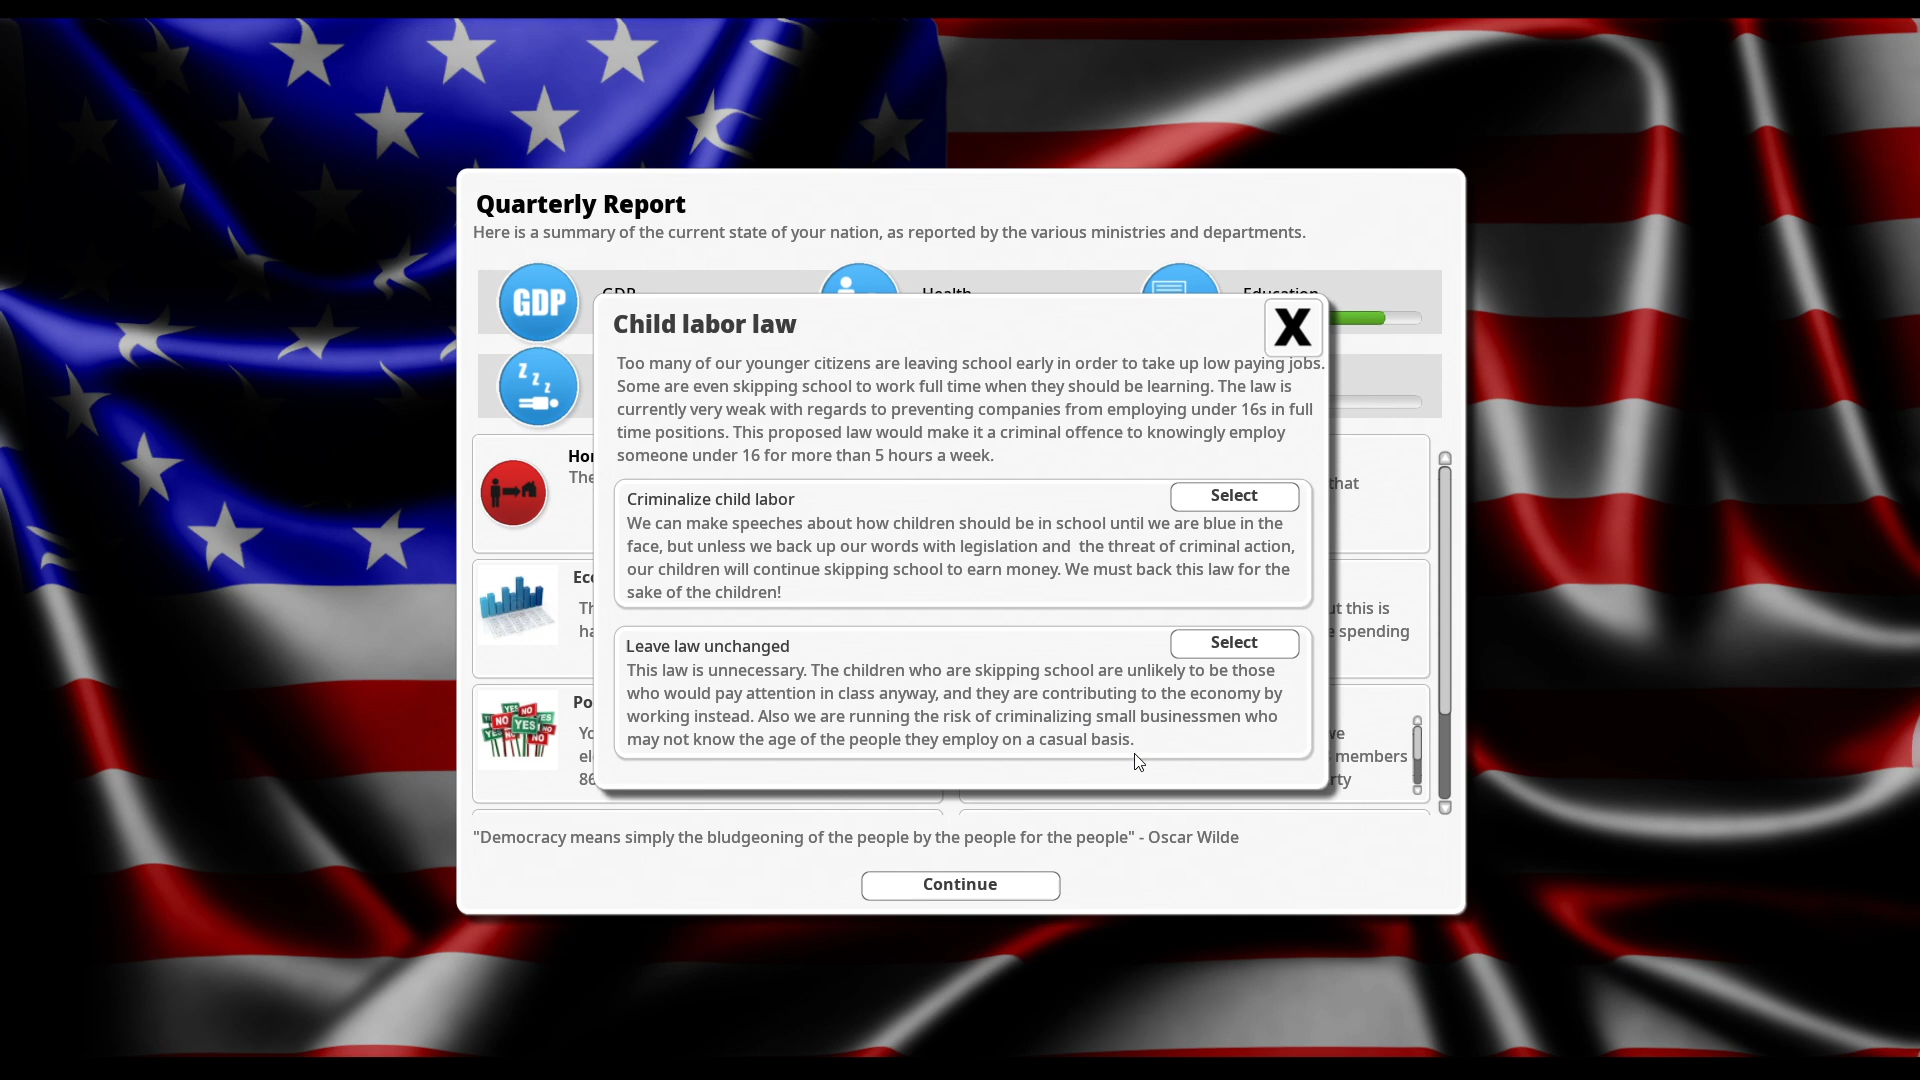 Quarterly Report
Here is a summary of the current state of your nation, as reported by the various ministries and departments.
GDP
GDP
Health
Education
Child labor law
X
Too many of our younger citizens are leaving school early in order to take up low paying jobs.
Some are even skipping school to work full time when they should be learning. The law is
currently very weak with regards to preventing companies from employing under 16s in full
time positions. This proposed law would make it a criminal offence to knowingly employ
someone under 16 for more than 5 hours a week.
Criminalize child labor
Select
We can make speeches about how children should be in school until we are blue in the
face, but unless we back up our words with legislation and  the threat of criminal action,
our children will continue skipping school to earn money. We must back this law for the
sake of the children!
Leave law unchanged
Select
This law is unnecessary. The children who are skipping school are unlikely to be those
who would pay attention in class anyway, and they are contributing to the economy by
working instead. Also we are running the risk of criminalizing small businessmen who
may not know the age of the people they employ on a casual basis.
that
this is
spending
members
86
"Democracy means simply the bludgeoning of the people by the people for the people" - Oscar Wilde
Continue